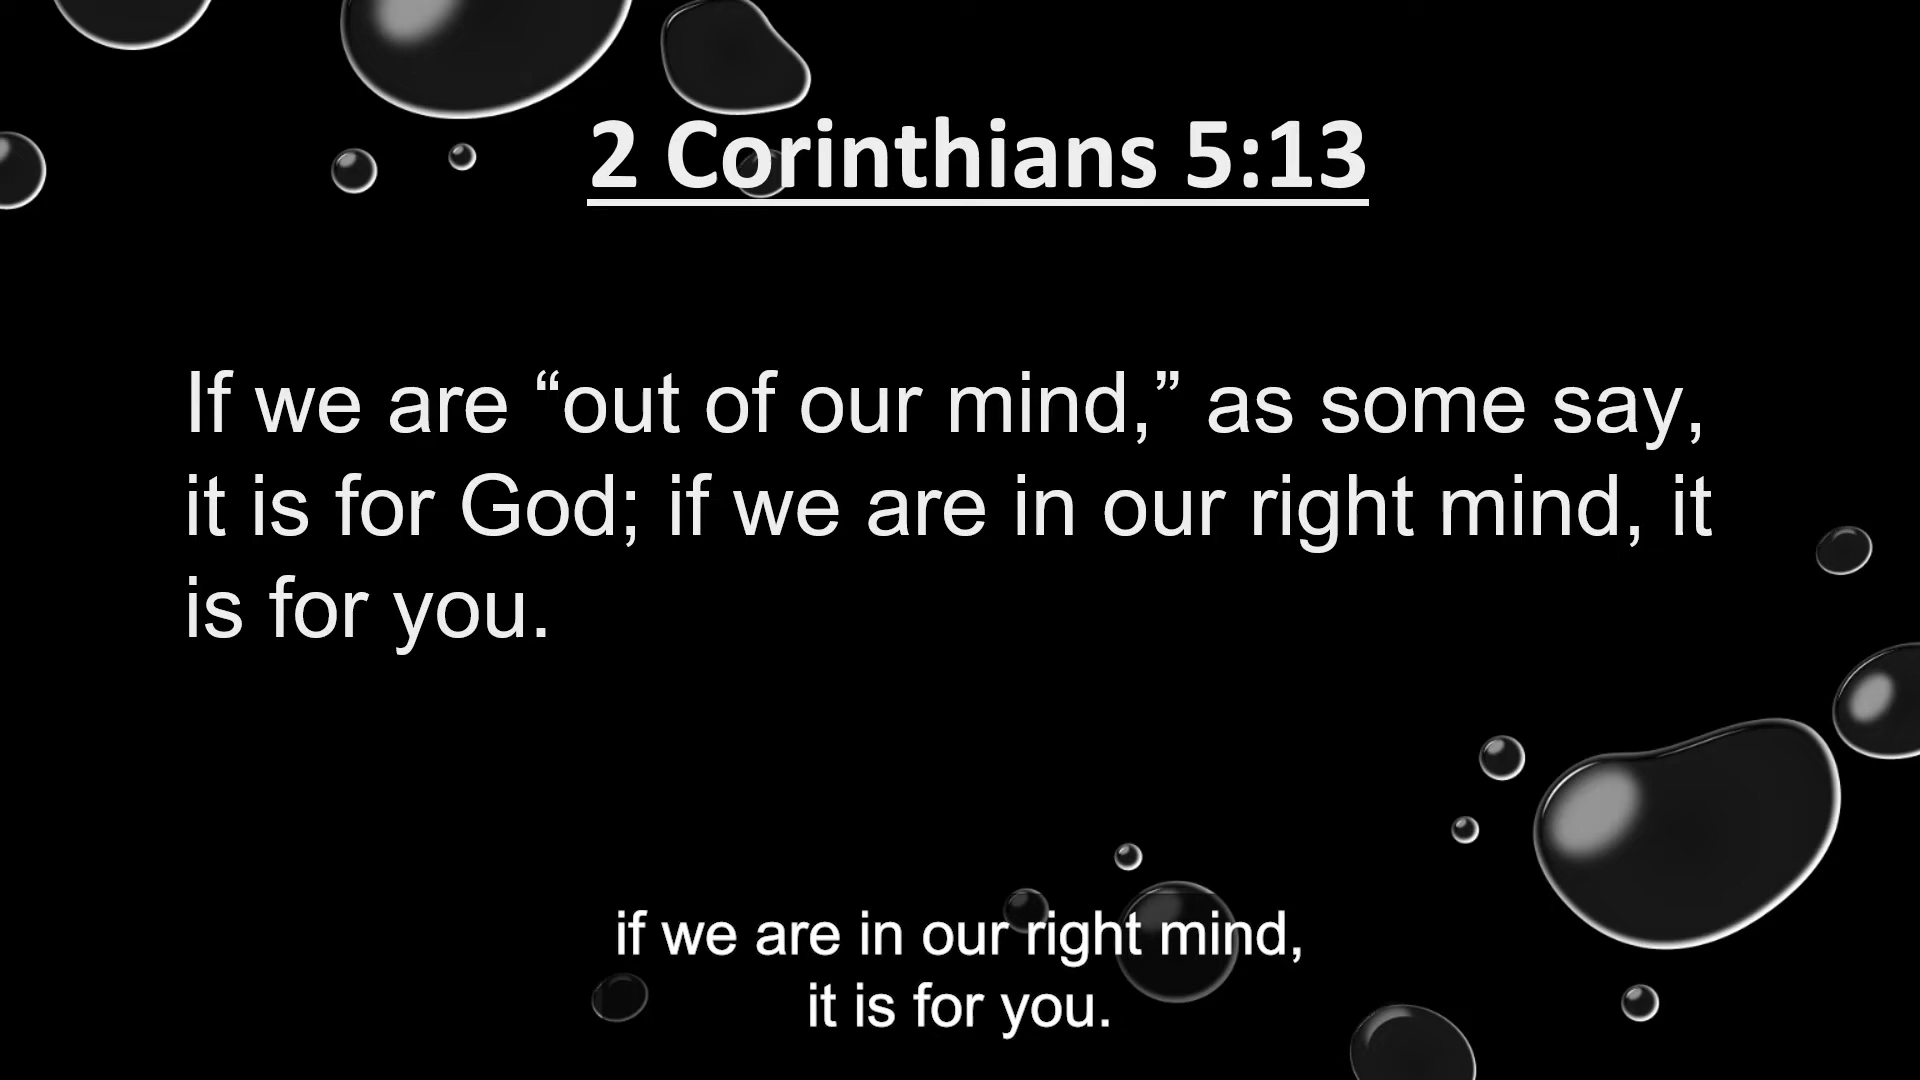 2 Corinthians 5:13
If we are “out of our mind,” as some say,
it is for God; if we are in our right mind, it
is for you.
if we are in our right mind,
it is for you.